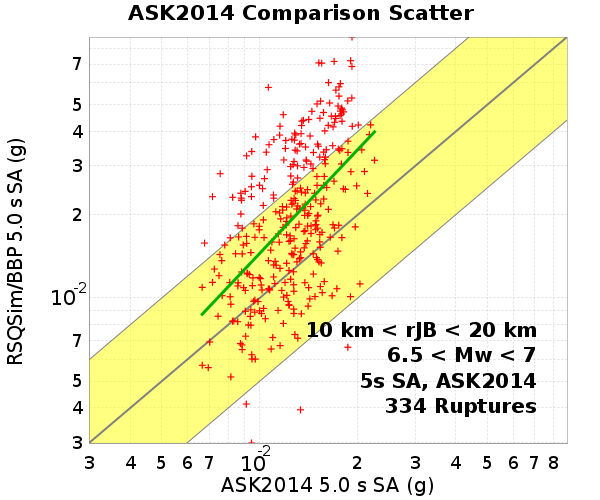 ASK2014 Comparison Scatter
RSQSim/BBP 5.0 s SA (g)
7
5
4
3
2
10-2
7
5
4
3
10 km < rJB < 20 km
6.5 < Mw < 7
5s SA, ASK2014
334 Ruptures
3 4 5 6 7 10-2 2 3 4 5 6 7 8
ASK2014 5.0 s SA (g)